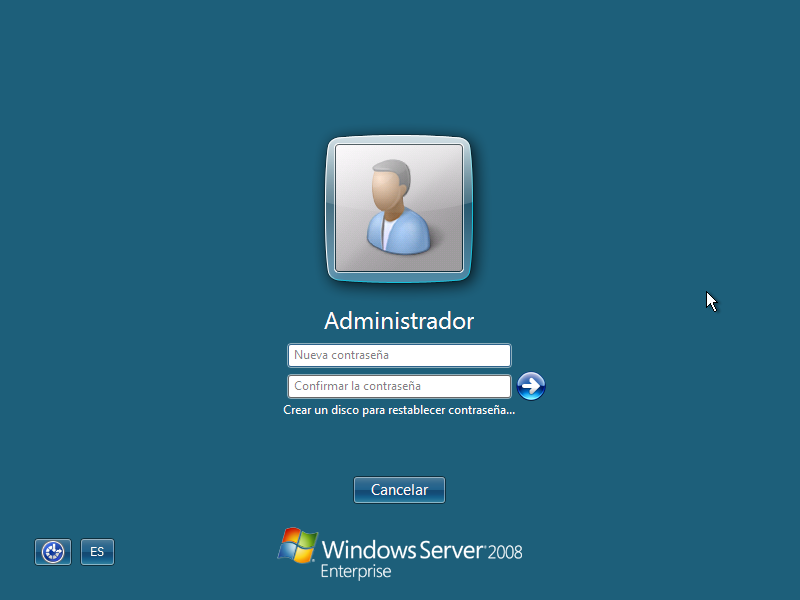 Administrador
Nueva contraseña
Confirmar la contraseña
Crear un disco para restablecer contraseña...
Cancelar
ES
Windows Server 2008
Enterprise